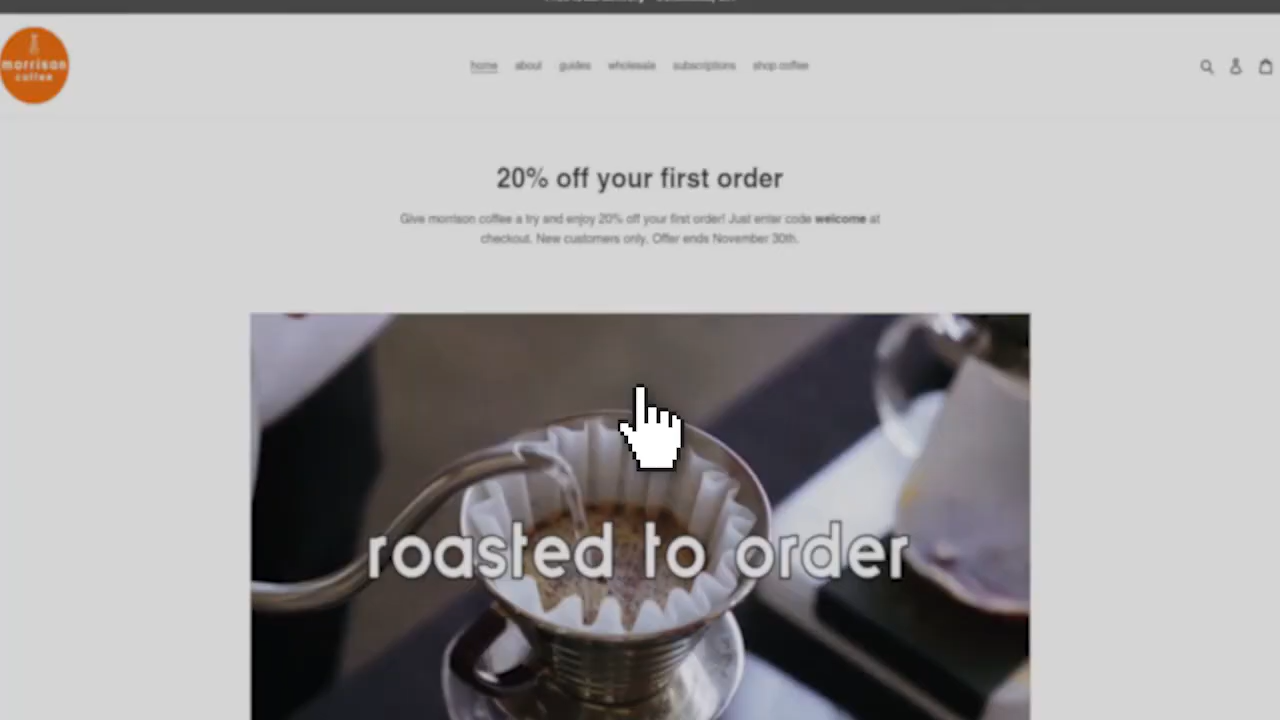 morrison
coffee
home about guides wholesale subscriptions shop coffee
20% off your first order
Give morrison coffee a try and enjoy 20% off your first order! Just enter code welcome at
checkout. New customers only. Offer ends November 30th.
roasted to order